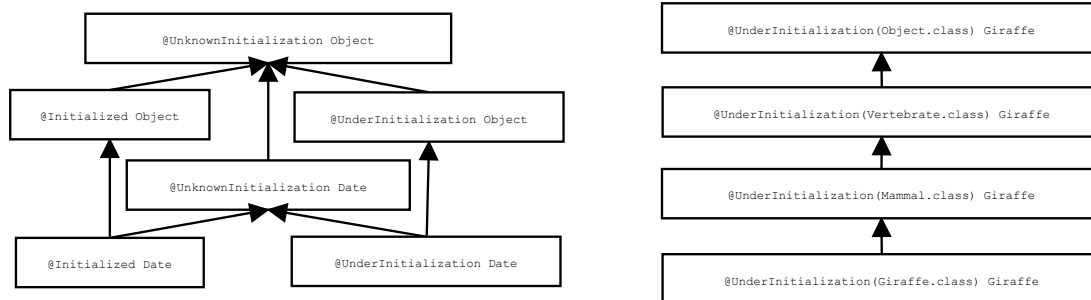 @UnknownInitialization Object
@Initialized Object
@UnderInitialization Object
@UnknownInitialization Date
@Initialized Date
@UnderInitialization Date
@UnderInitialization(Object.class) Giraffe
@UnderInitialization(Vertebrate.class) Giraffe
@UnderInitialization(Mammal.class) Giraffe
@UnderInitialization(Giraffe.class) Giraffe